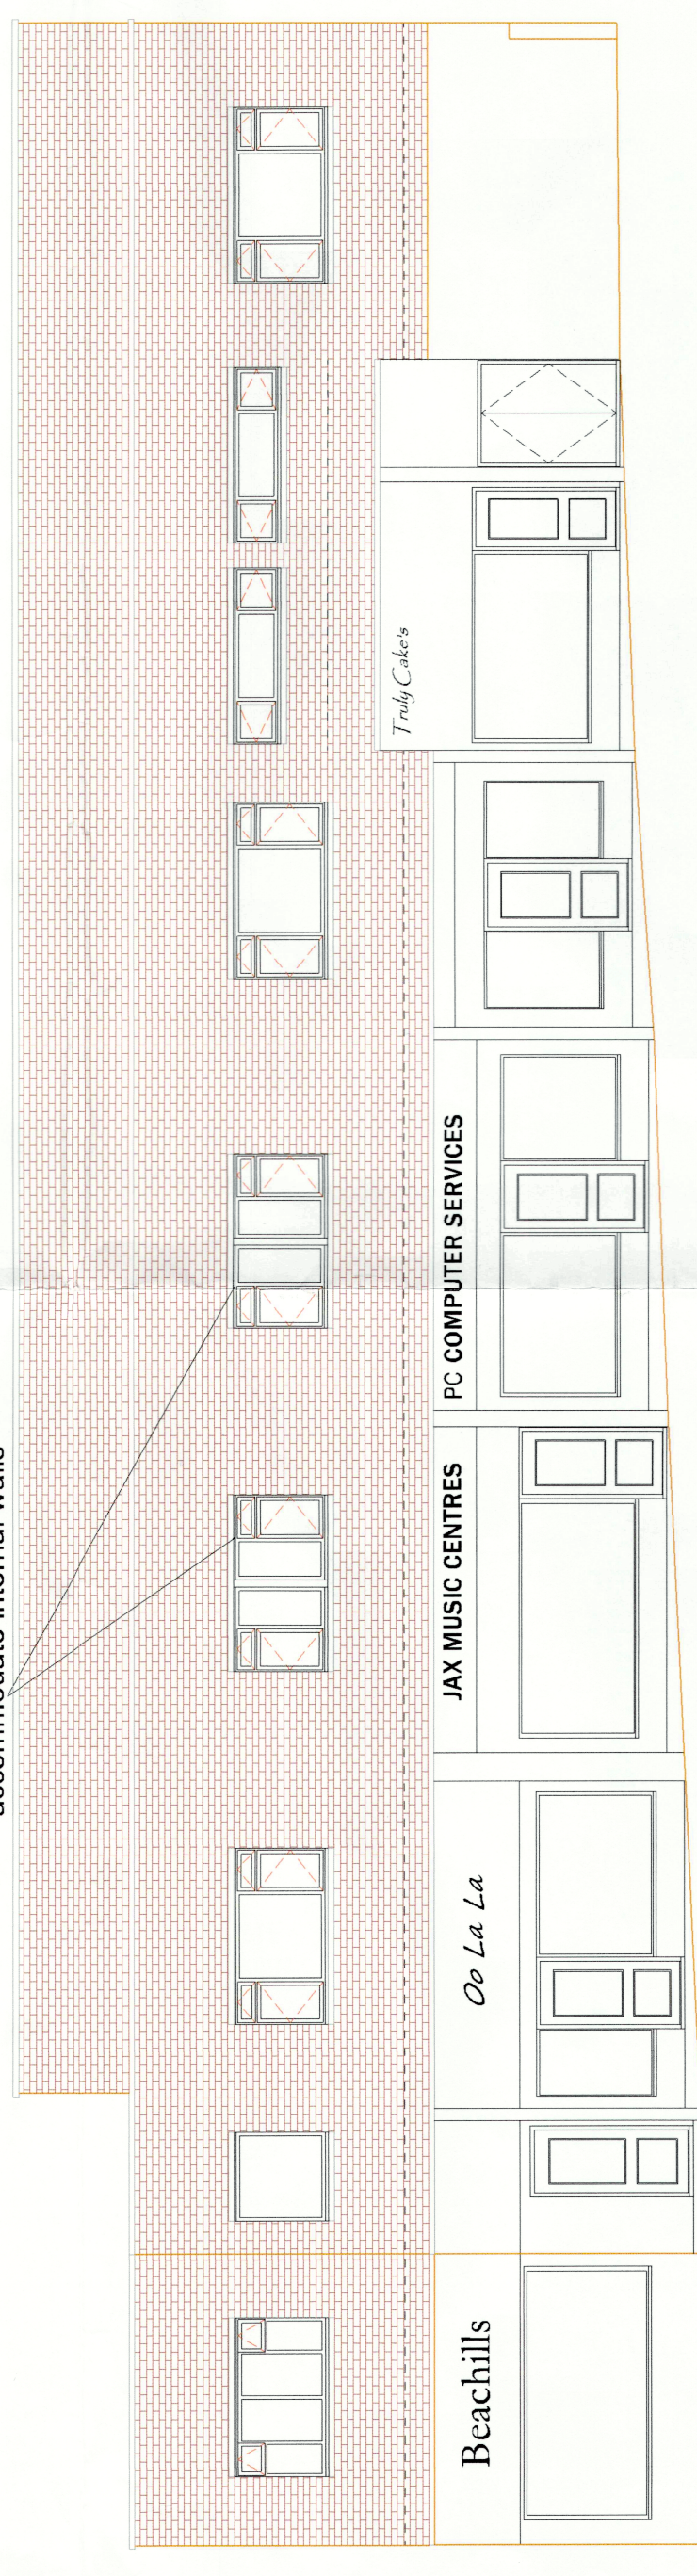 accommodate internal walls
Beachills
Oo La La
JAX MUSIC CENTRES
PC COMPUTER SERVICES
Truly Cake's